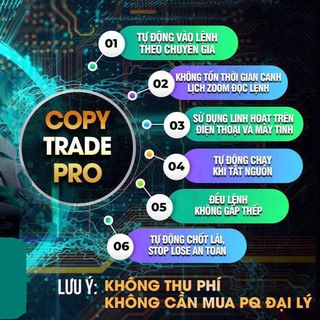 COPY
TRADE
PRO
01
TỰ ĐỘNG VÀO LỆNH
THEO CHUYÊN GIA
02
KHÔNG TỐN THỜI GIAN CANH
LỊCH ZOOM ĐỌC LỆNH
03
SỬ DỤNG LINH HOẠT TRÊN
ĐIỆN THOẠI VÀ MÁY TÍNH
04
TỰ ĐỘNG CHẠY
KHI TẮT NGUỒN
05
ĐỀU LỆNH
KHÔNG GẤP THẾP
06
TỰ ĐỘNG CHỐT LÃI,
STOP LOSE AN TOÀN
LƯU Ý: KHÔNG THU PHÍ
KHÔNG CẦN MUA PQ ĐẠI LÝ